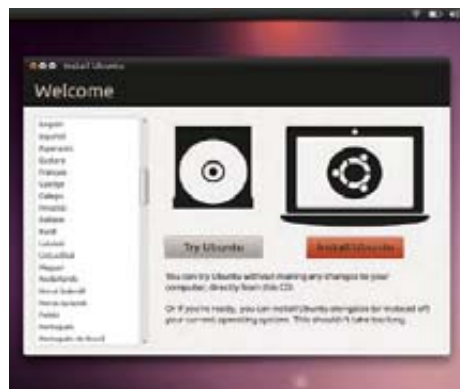 Install Ubuntu
Welcome
English
Español
Esperanto
Euskara
Français
Gaeilge
Galego
Hrvatski
Italiano
Kurdî
Latviski
Lietuviškai
Magyar
Nederlands
Norsk bokmål
Norsk nynorsk
Polski
Português
Português do Brasil
Try Ubuntu
Install Ubuntu
You can try Ubuntu without making any changes to your
computer, directly from this CD.
Or if you're ready, you can install Ubuntu alongside (or instead of)
your current operating system. This shouldn't take too long.